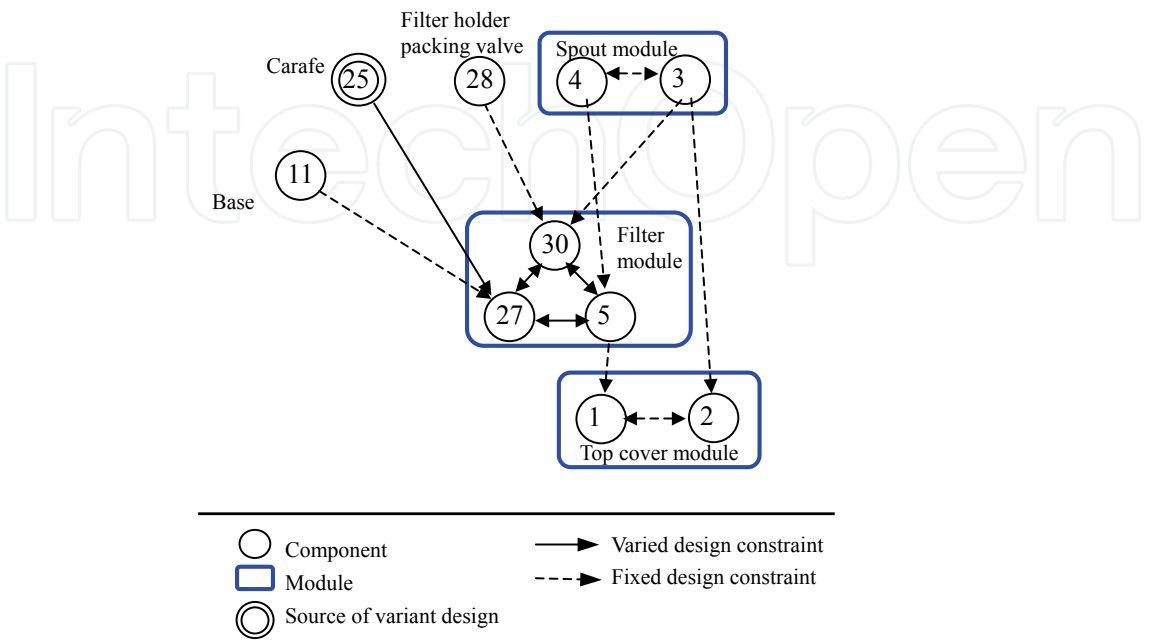 Filter holder
packing valve
Spout module
Carafe
25
28
4
3
11
Base
IntechOpen
30
Filter
module
27
5
1
2
Top cover module
Component
Module
Source of variant design
Varied design constraint
Fixed design constraint